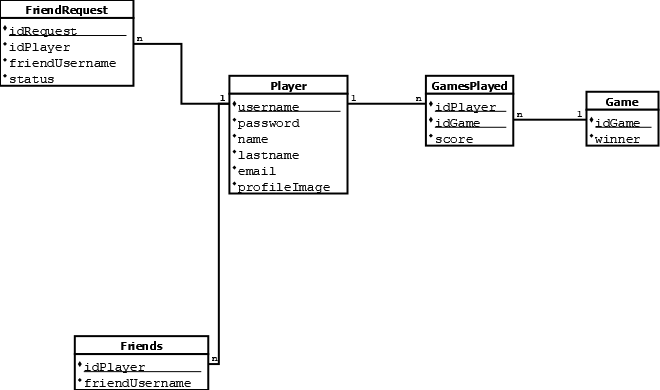 FriendRequest
idRequest
idPlayer
friendUsername
status
n
1
Player
username
password
name
lastname
email
profileImage
1
n
GamesPlayed
idPlayer
idGame
score
n
1
Game
idGame
winner
Friends
idPlayer
friendUsername
n